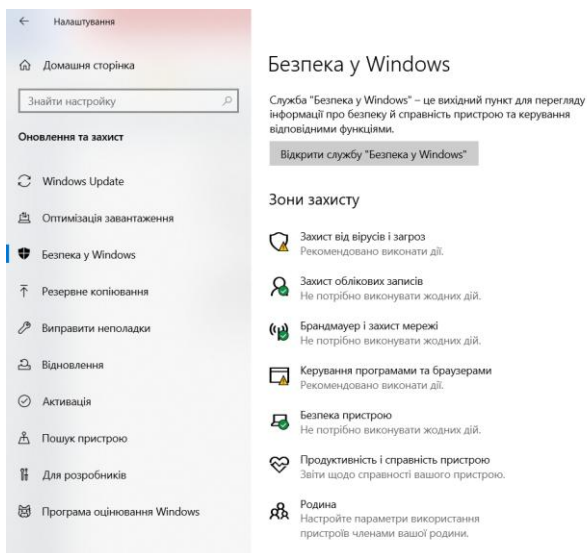 Налаштування
Домашня сторінка
Знайти настройку
Оновлення та захист
Windows Update
Оптимізація завантаження
Безпека у Windows
Резервне копіювання
Виправити неполадки
Відновлення
Активація
Пошук пристрою
Для розробників
Програма оцінювання Windows
Безпека у Windows
Служба "Безпека у Windows" – це вихідний пункт для перегляду
інформації про безпеку й справність пристрою та керування
відповідними функціями.
Відкрити службу "Безпека у Windows"
Зони захисту
Захист від вірусів і загроз
Рекомендовано виконати дії.
Захист облікових записів
Не потрібно виконувати жодних дій.
Брандмауер і захист мережі
Не потрібно виконувати жодних дій.
Керування програмами та браузерами
Рекомендовано виконати дії.
Безпека пристрою
Не потрібно виконувати жодних дій.
Продуктивність і справність пристрою
Звіти щодо справності вашого пристрою.
Родина
Настройте параметри використання
пристроїв членами вашої родини.